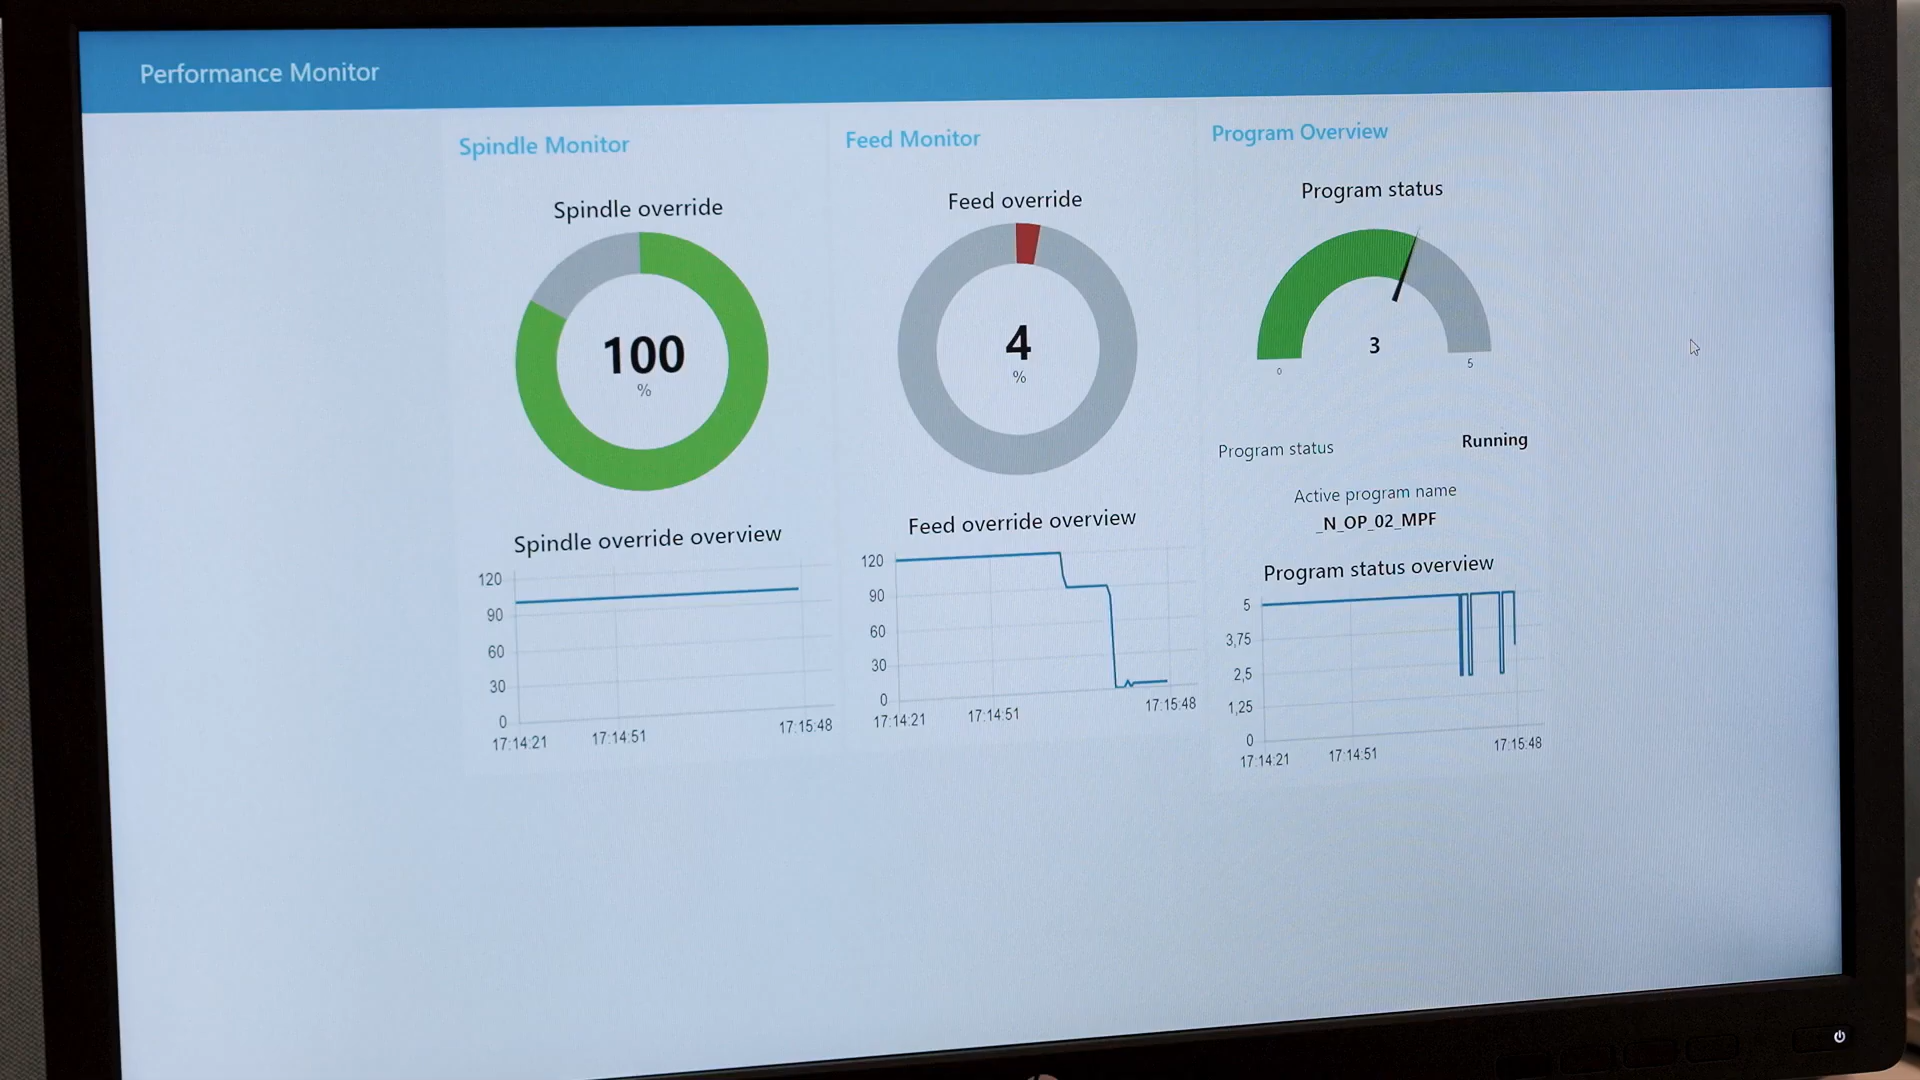 Performance Monitor
Spindle Monitor
Spindle override
100
%
Spindle override overview
120
90
60
30
0
17:14:21
17:14:51
17:15:48
Feed Monitor
Feed override
4
%
Feed override overview
120
90
60
30
0
17:14:21
17:14:51
17:15:48
Program Overview
Program status
3
0
5
Program status Running
Active program name
_N_OP_02_MPF
Program status overview
5
3,75
2,5
1,25
0
17:14:21
17:14:51
17:15:48